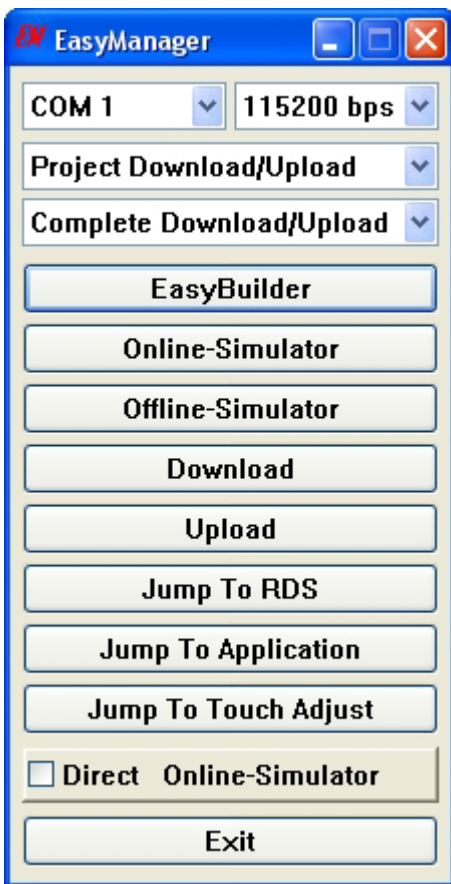 EM EasyManager
COM 1 115200 bps
Project Download/Upload
Complete Download/Upload
EasyBuilder
Online-Simulator
Offline-Simulator
Download
Upload
Jump To RDS
Jump To Application
Jump To Touch Adjust
Direct Online-Simulator
Exit